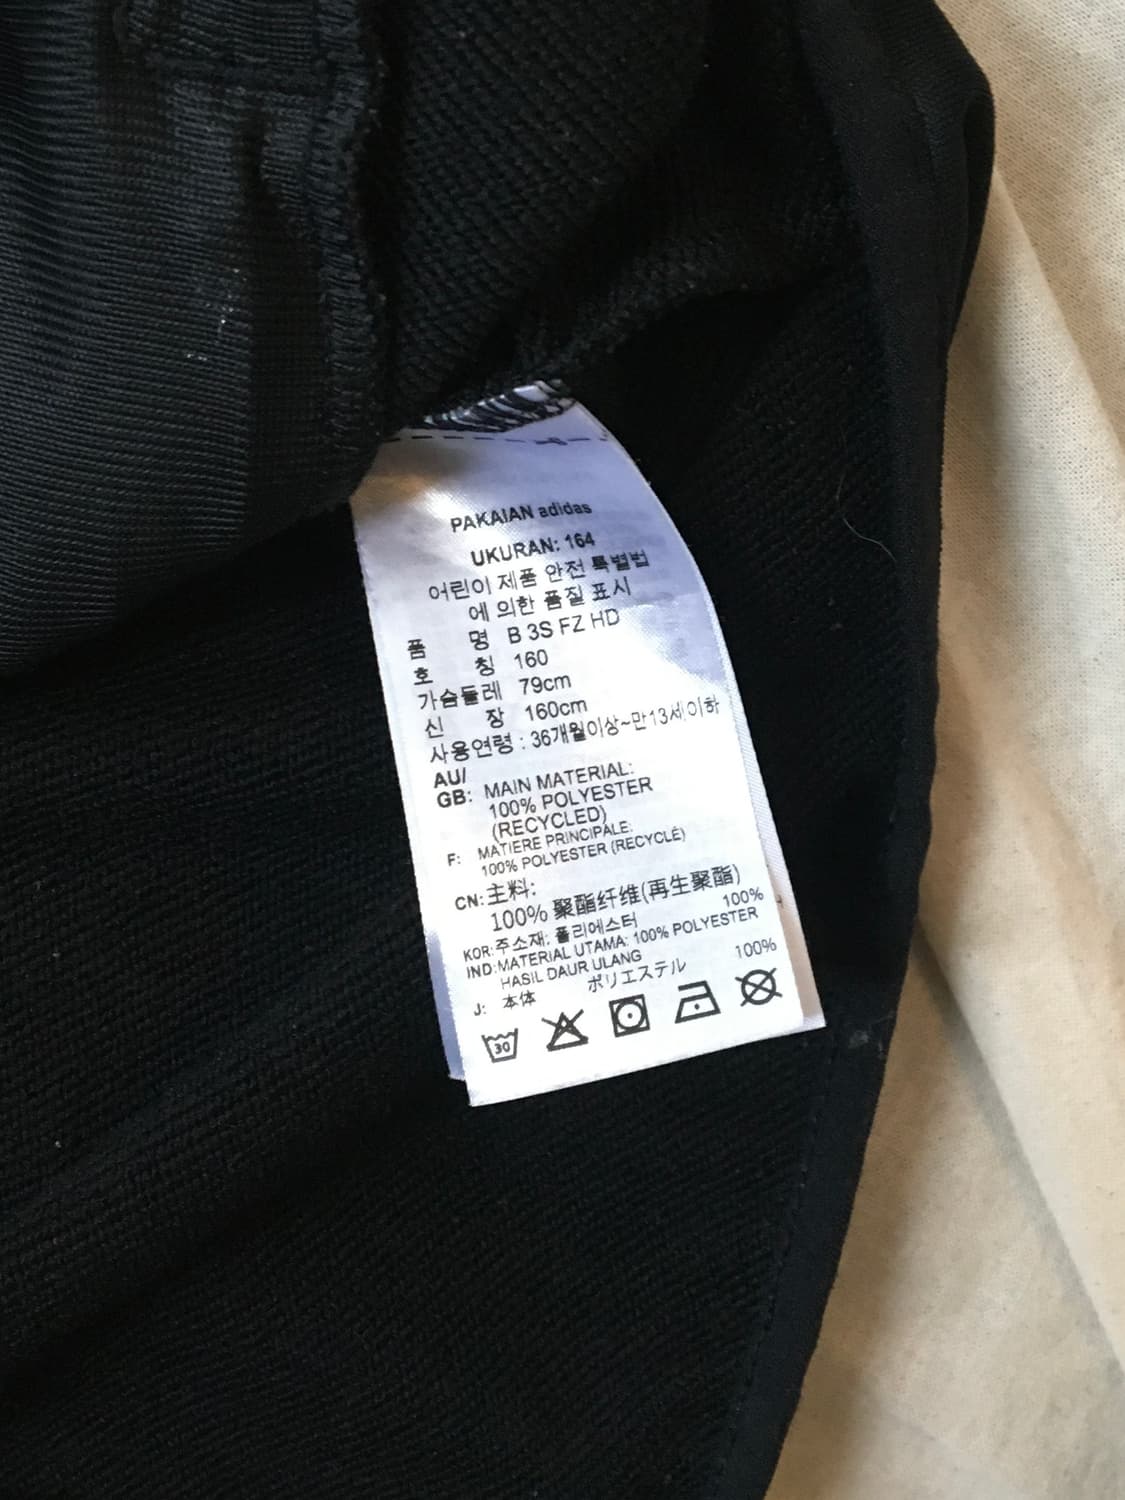 PAKAIAN adidas
UKURAN: 164
어린이 제품 안전 특별법
에 의한 품질 표시
품 명 B 3S FZ HD
호 칭 160
가슴둘레 79cm
신 장 160cm
사용연령 : 36개월이상~만13세이하
AU/
GB: MAIN MATERIAL:
100% POLYESTER
(RECYCLED)
F: MATIERE PRINCIPALE:
100% POLYESTER (RECYCLÉ)
CN: 主料:
100% 聚酯纤维(再生聚酯)
KOR: 주소재; 폴리에스터 100%
IND: MATERIAL UTAMA: 100% POLYESTER
HASIL DAUR ULANG
J: 本体 ポリエステル 100%
30